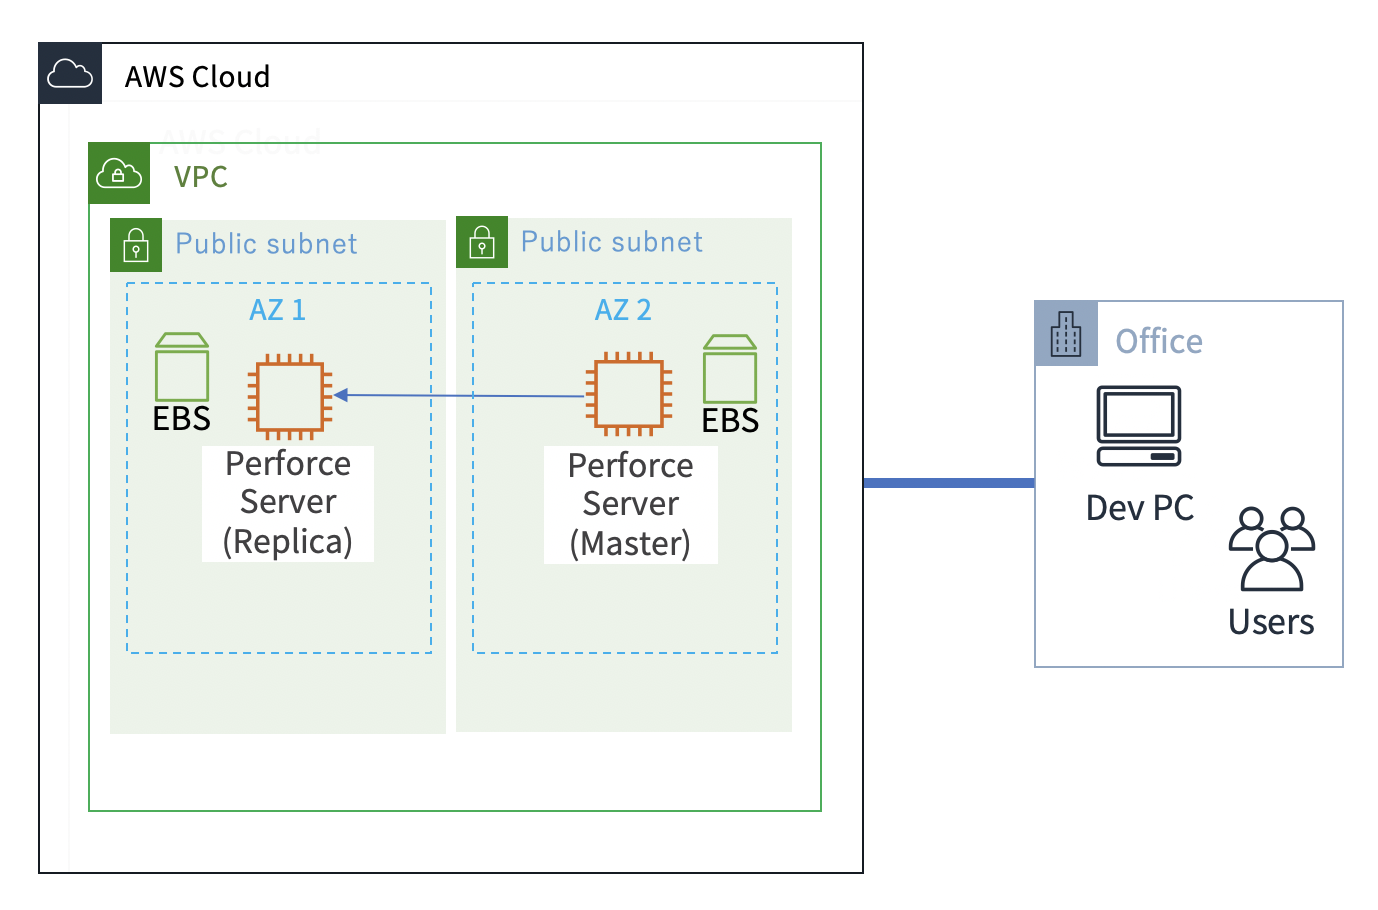 AWS Cloud
AWS Cloud
VPC
Public subnet
AZ 1
EBS
Perforce
Server
(Replica)
Public subnet
AZ 2
EBS
Perforce
Server
(Master)
Office
Dev PC
Users